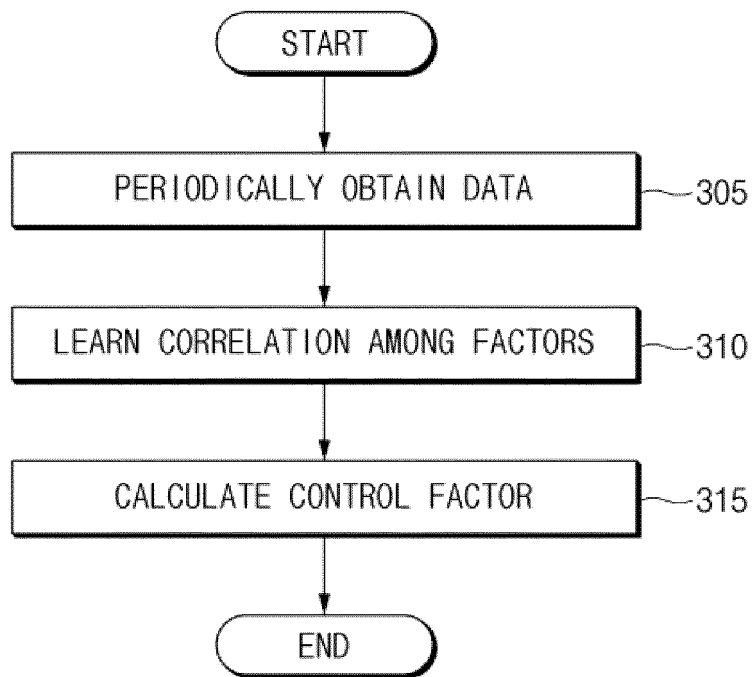 START
PERIODICALLY OBTAIN DATA
305
LEARN CORRELATION AMONG FACTORS
310
CALCULATE CONTROL FACTOR
315
END